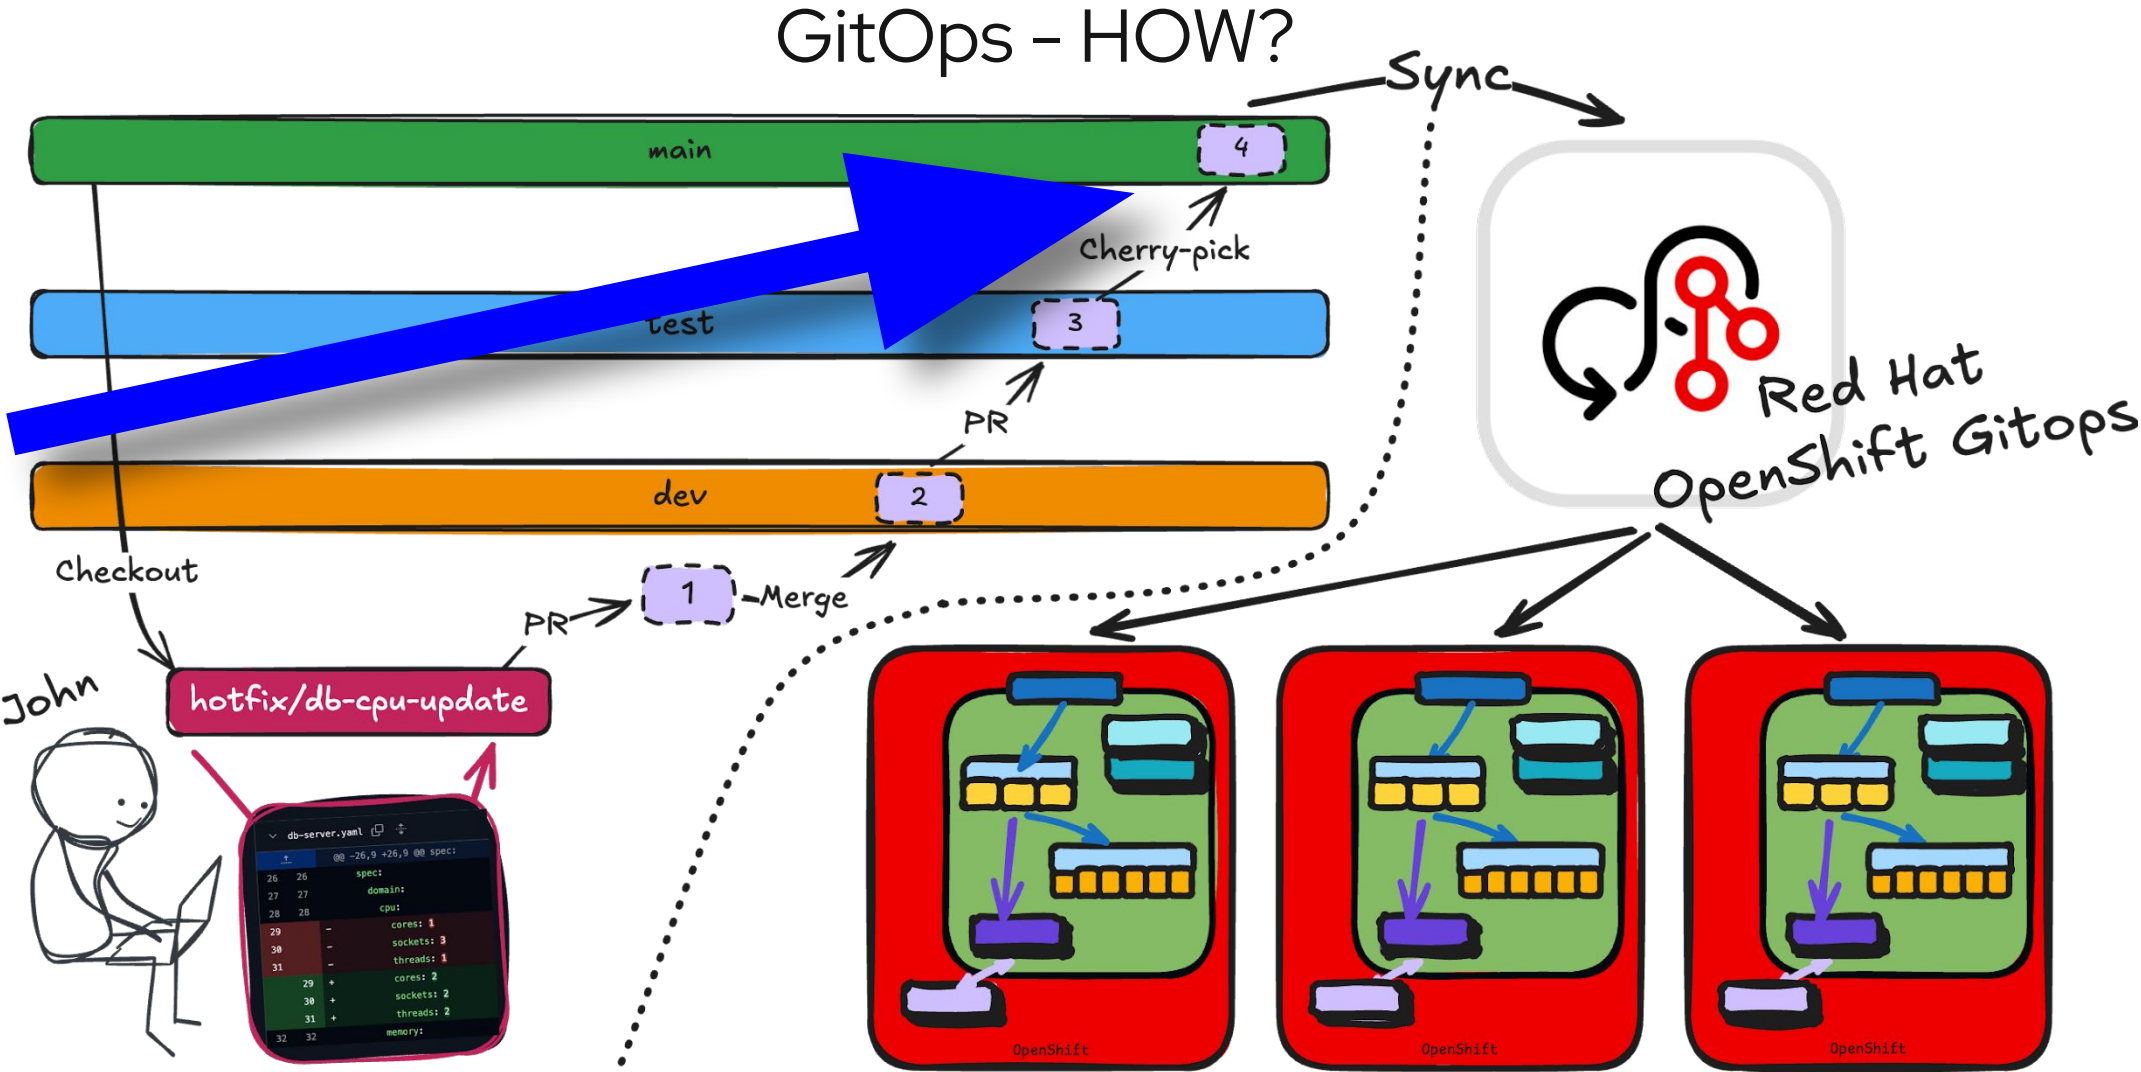 GitOps - HOW?
Sync
main
4
Cherry-pick
test
3
PR
dev
2
Checkout
1
Merge
PR
Red Hat
OpenShift Gitops
John
hotfix/db-cpu-update
db-server.yaml
@@ -26,9 +26,9 @@ spec:
26 26 spec:
27 27 domain:
28 28 cpu:
29 - cores: 1
30 - sockets: 3
31 - threads: 1
29 + cores: 2
30 + sockets: 2
31 + threads: 2
32 32 memory:
OpenShift
OpenShift
OpenShift